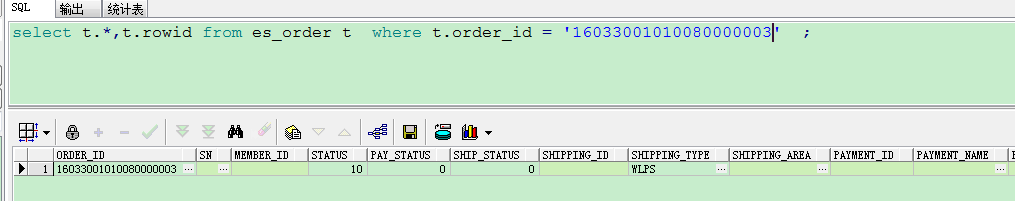 SQL 输出 统计表
select t.*,t.rowid from es_order t  where t.order_id = '16033001010080000003'  ;
ORDER_ID SN MEMBER_ID STATUS PAY_STATUS SHIP_STATUS SHIPPING_ID SHIPPING_TYPE SHIPPING_AREA PAYMENT_ID PAYMENT_NAME
1 16033001010080000003 ... ... 10 0 0 WLPS ... ... ...